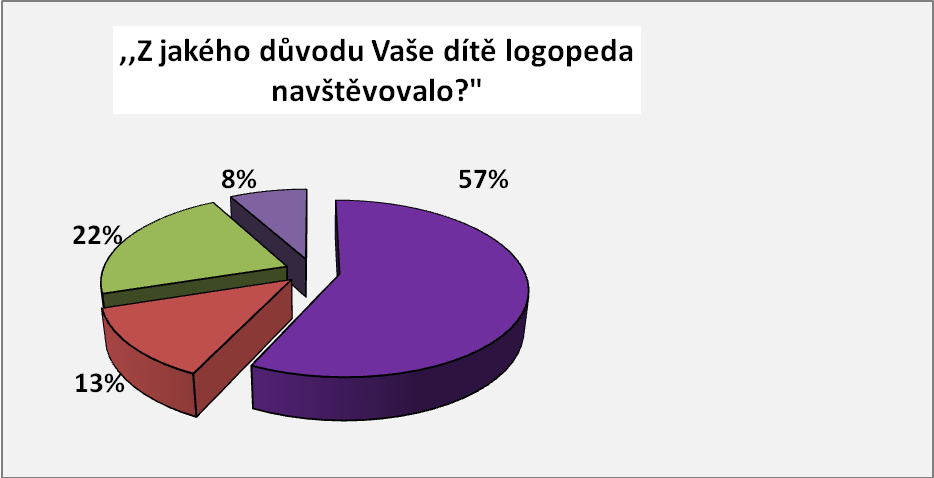 ,,Z jakého důvodu Vaše dítě logopeda
navštěvovalo?"
8%
57%
22%
13%